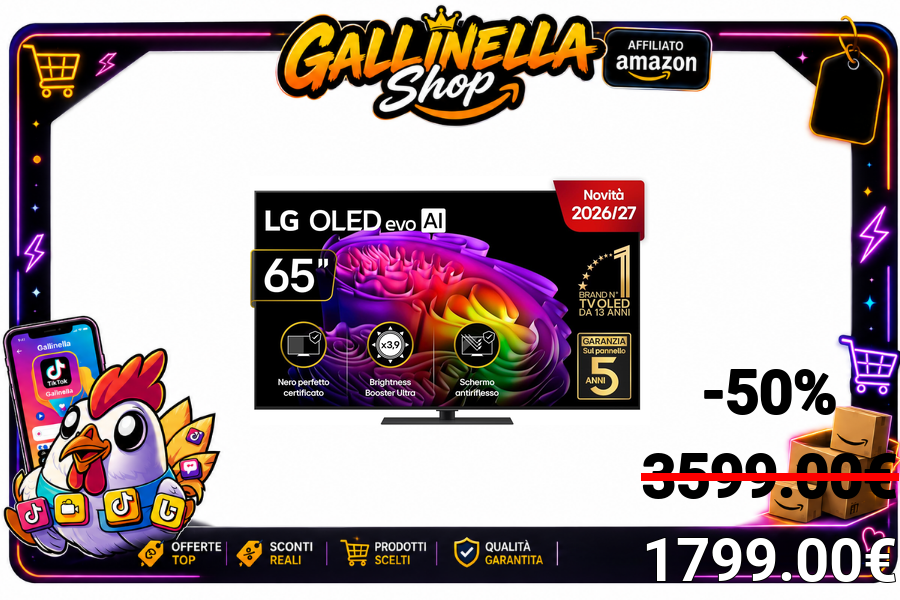 GALLINELLA
Shop
AFFILIATO
amazon
Novità
2026/27
LG OLED evo AI
65”
1
BRAND N°
TV OLED
DA 13 ANNI
x3,9
Nero perfetto
certificato
Brightness
Booster Ultra
Schermo
antiriflesso
GARANZIA
Sul pannello
5
ANNI
Gallinella
TikTok
Gallinella
-50%
3599.00€
1799.00€
OFFERTE
TOP
SCONTI
REALI
PRODOTTI
SCELTI
QUALITÀ
GARANTITA